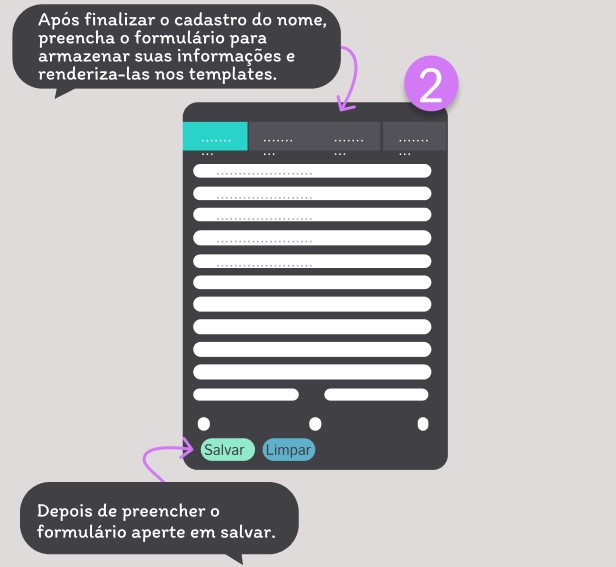 Após finalizar o cadastro do nome,
preencha o formulário para
armazenar suas informações e
renderiza-las nos templates.
2
Salvar
Limpar
Depois de preencher o
formulário aperte em salvar.